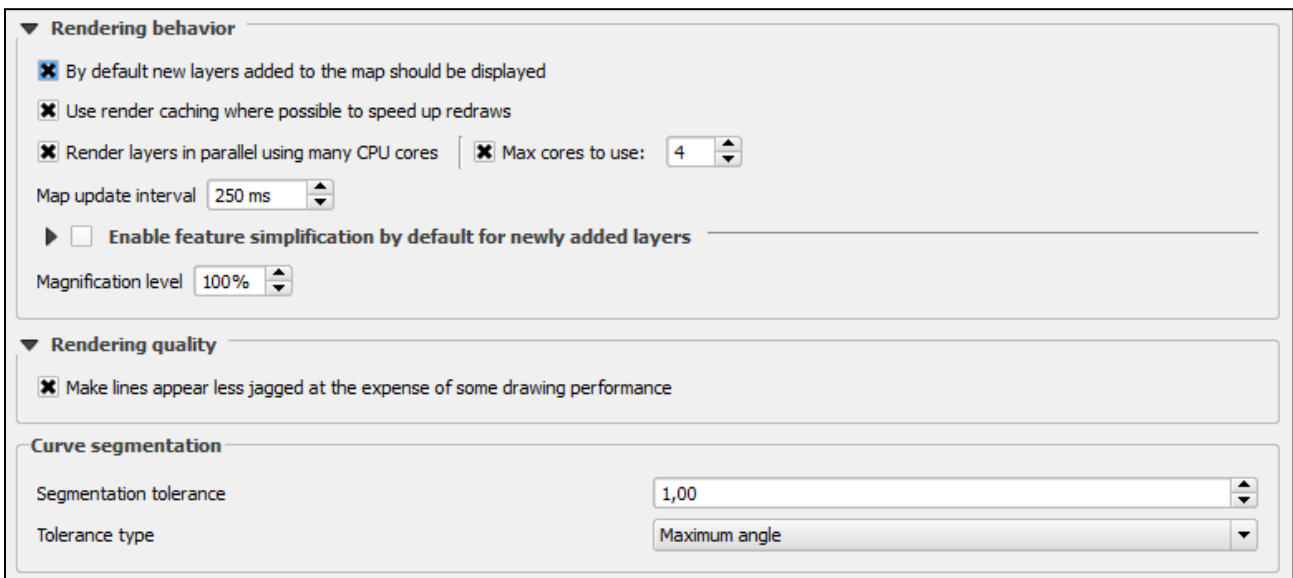 Rendering behavior
By default new layers added to the map should be displayed
Use render caching where possible to speed up redraws
Render layers in parallel using many CPU cores Max cores to use: 4
Map update interval 250 ms
Enable feature simplification by default for newly added layers
Magnification level 100%
Rendering quality
Make lines appear less jagged at the expense of some drawing performance
Curve segmentation
Segmentation tolerance 1,00
Tolerance type Maximum angle